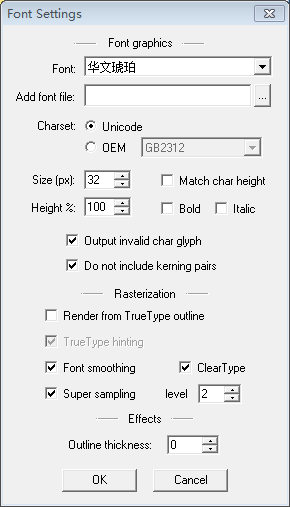 Font Settings
Font graphics
Font: 华文琥珀
Add font file: ...
Charset: Unicode
OEM GB2312
Size (px): 32 Match char height
Height %: 100 Bold Italic
Output invalid char glyph
Do not include kerning pairs
Rasterization
Render from TrueType outline
TrueType hinting
Font smoothing ClearType
Super sampling level 2
Effects
Outline thickness: 0
OK Cancel